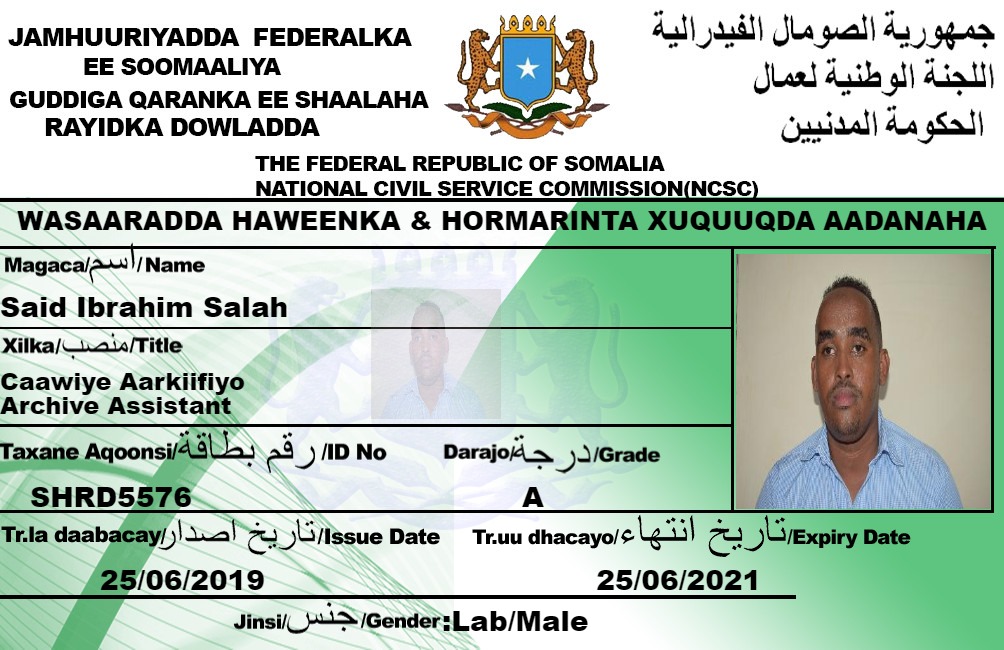 JAMHUURIYADDA FEDERALKA
EE SOOMAALIYA
GUDDIGA QARANKA EE SHAALAHA
RAYIDKA DOWLADDA
جمهورية الصومال الفيدرالية
اللجنة الوطنية لعمال
الحكومة المدنيين
THE FEDERAL REPUBLIC OF SOMALIA
NATIONAL CIVIL SERVICE COMMISSION(NCSC)
WASAARADDA HAWEENKA & HORMARINTA XUQUUQDA AADANAHA
Magaca/اسم/Name
Said Ibrahim Salah
Xilka/منصب/Title
Caawiye Aarkiifiyo
Archive Assistant
Taxane Aqoonsi/رقم بطاقة/ID No
SHRD5576
Darajo/درجة/Grade
A
Tr.la daabacay/تاريخ اصدار/Issue Date
25/06/2019
Tr.uu dhacayo/تاريخ انتهاء/Expiry Date
25/06/2021
Jinsi/جنس/Gender:Lab/Male